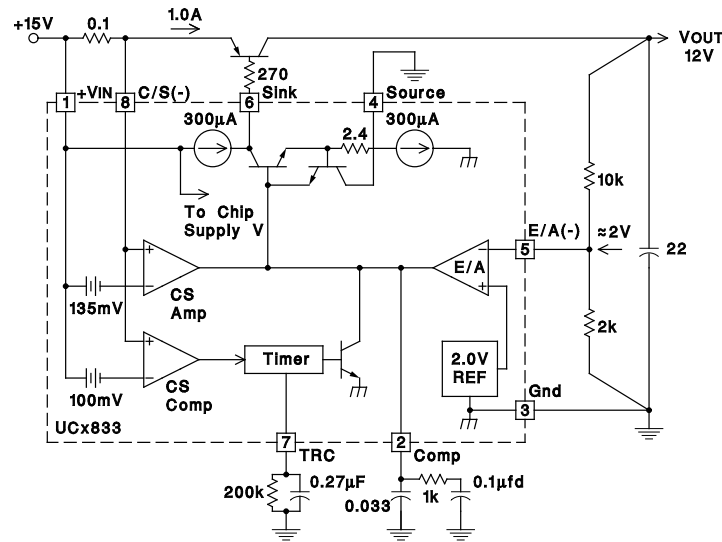 +15V
0.1
1.0A
VOUT
12V
270
1
+VIN
8
C/S(-)
6
Sink
4
Source
300µA
2.4
300µA
To Chip
Supply V
10k
E/A(-)
5
≈2V
22
+
−
135mV
CS
Amp
E/A
−
+
2k
+
−
100mV
CS
Comp
Timer
2.0V
REF
Gnd
3
UCx833
7
TRC
2
Comp
200k
0.27µF
0.033
1k
0.1µfd